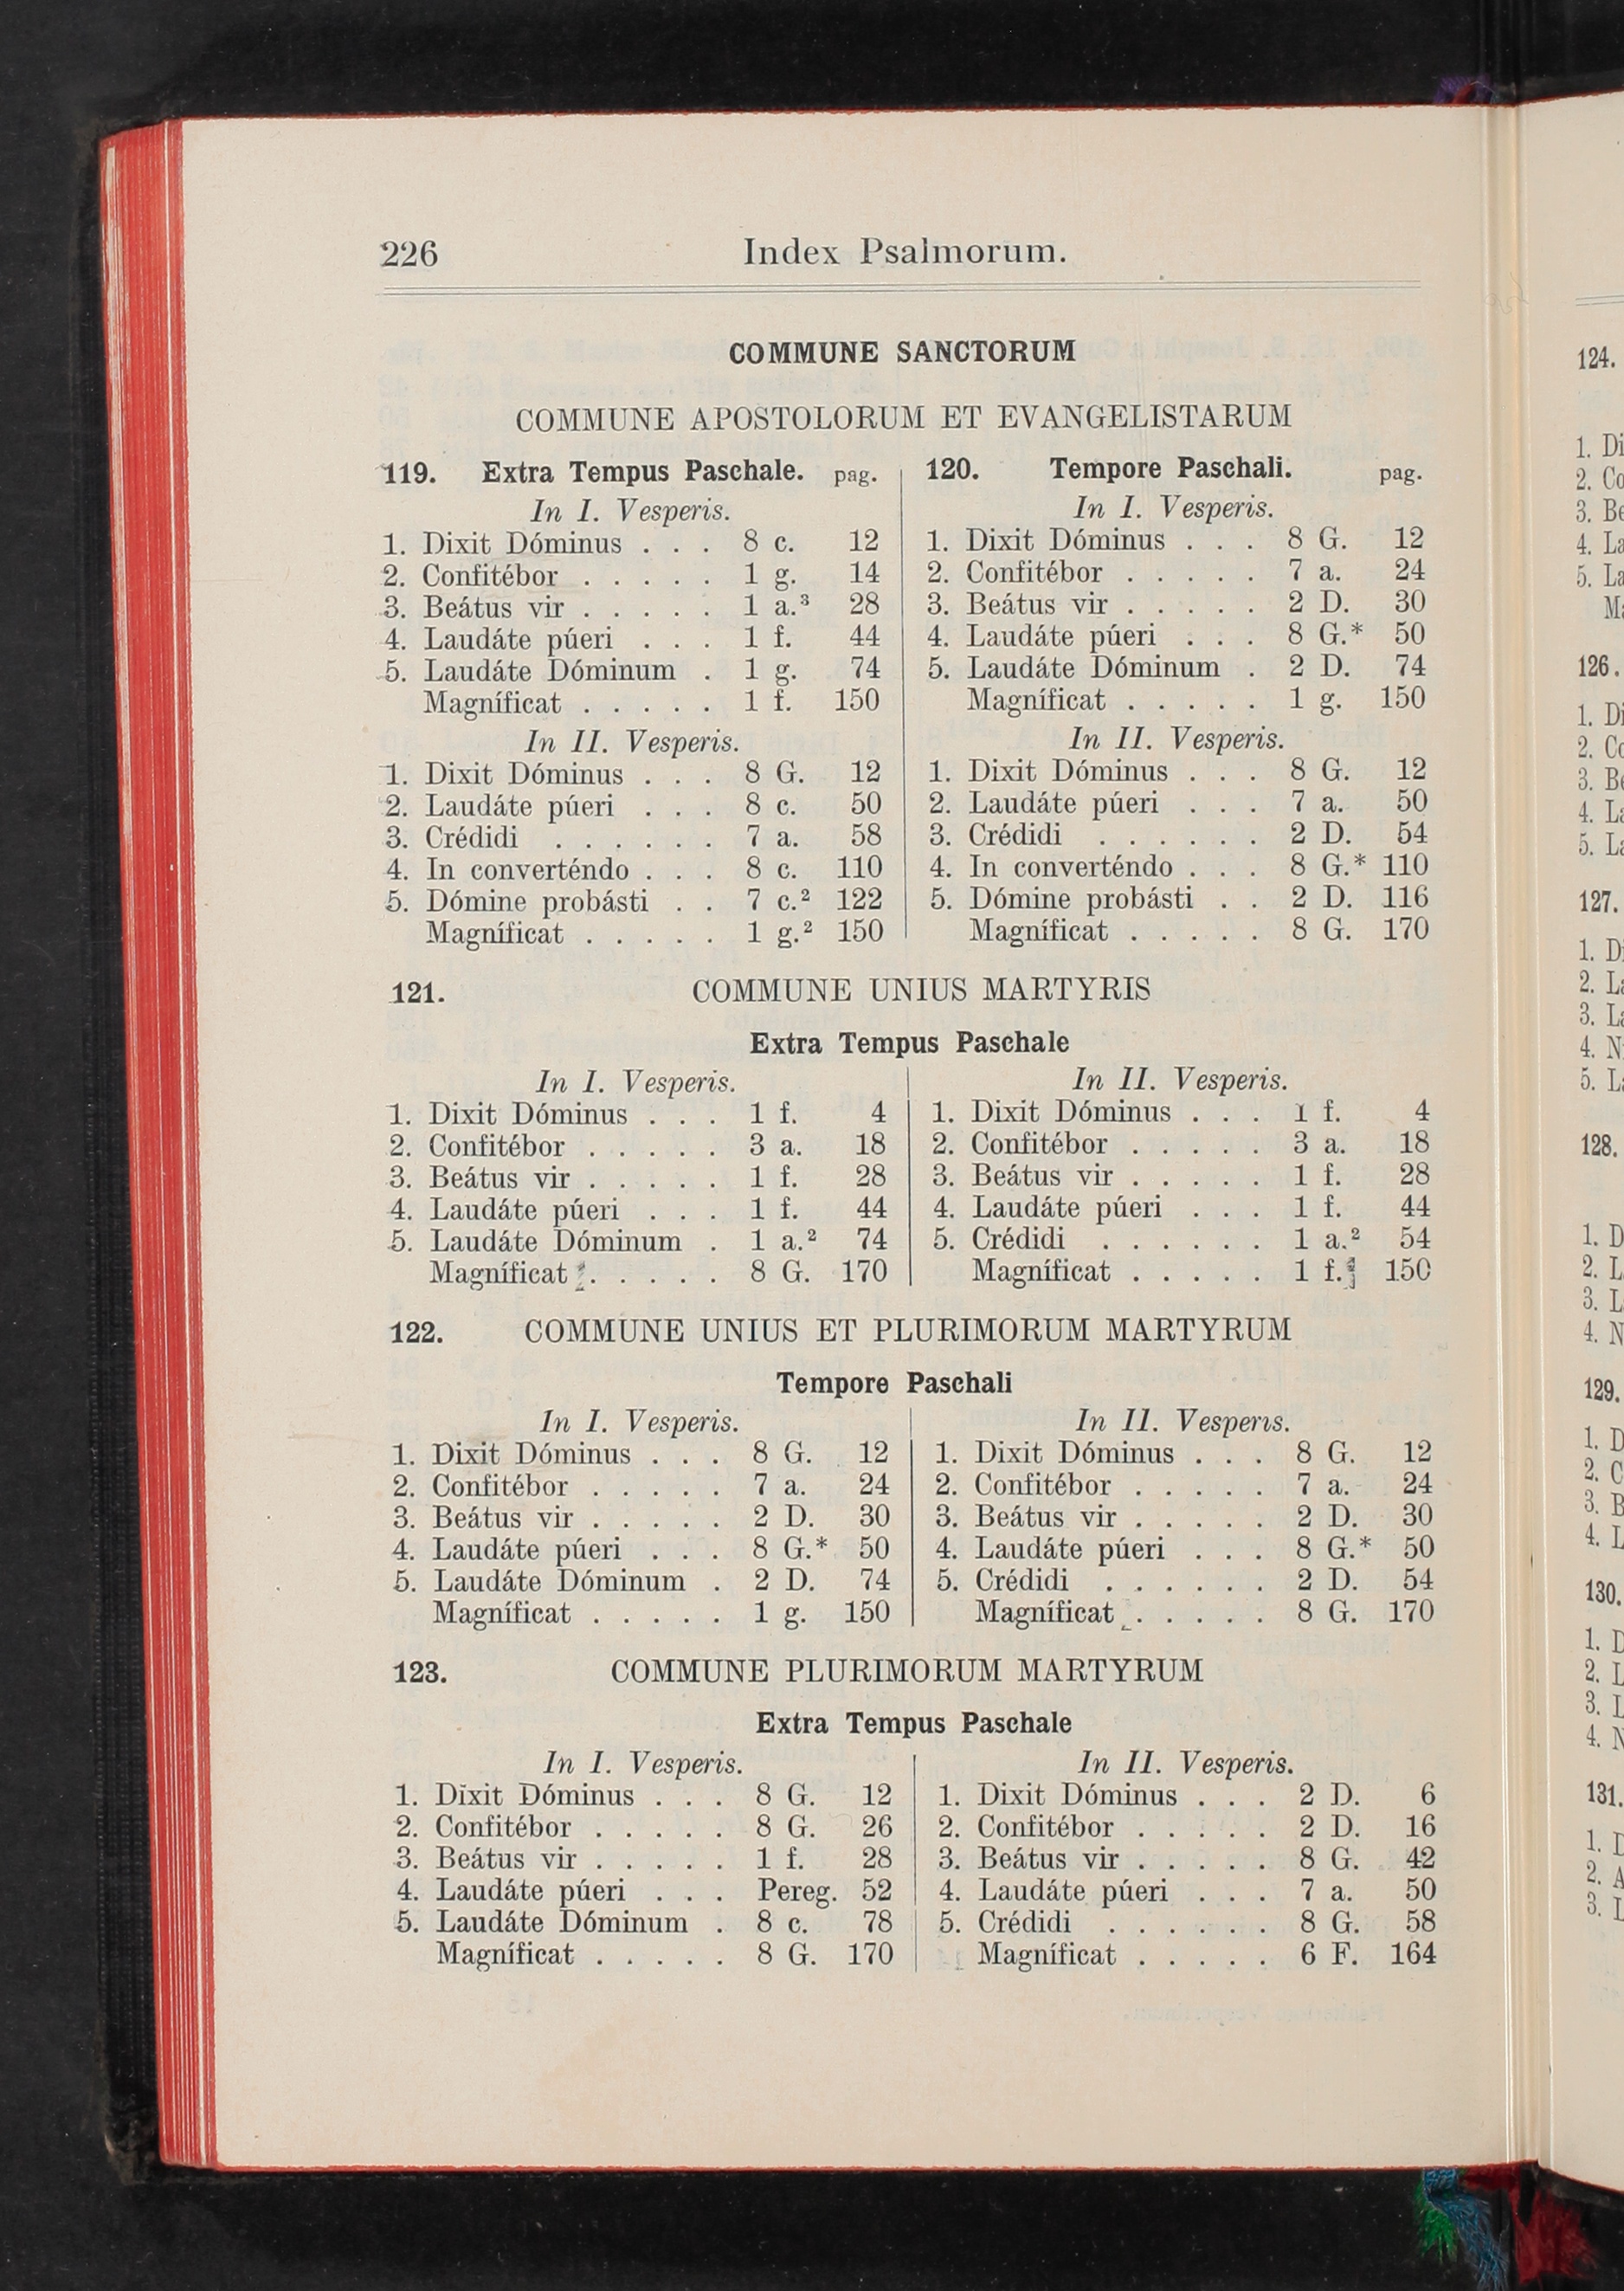 226 Index Psalmorum.
COMMUNE SANCTORUM
COMMUNE APOSTOLORUM ET EVANGELISTARUM
119. Extra Tempus Paschale. pag.
In I. Vesperis.
1. Dixit Dóminus . . . 8 c. 12
2. Confitébor . . . . . 1 g. 14
3. Beátus vir . . . . . 1 a.³ 28
4. Laudáte púeri . . . 1 f. 44
5. Laudáte Dóminum . 1 g. 74
Magníficat . . . . . 1 f. 150
In II. Vesperis.
1. Dixit Dóminus . . . 8 G. 12
2. Laudáte púeri . . . 8 c. 50
3. Crédidi . . . . . . 7 a. 58
4. In converténdo . . . 8 c. 110
5. Dómine probásti . . 7 c.² 122
Magníficat . . . . . 1 g.² 150
120. Tempore Paschali. pag.
In I. Vesperis.
1. Dixit Dóminus . . . 8 G. 12
2. Confitébor . . . . . 7 a. 24
3. Beátus vir . . . . . 2 D. 30
4. Laudáte púeri . . . 8 G.* 50
5. Laudáte Dóminum . 2 D. 74
Magníficat . . . . . 1 g. 150
In II. Vesperis.
1. Dixit Dóminus . . . 8 G. 12
2. Laudáte púeri . . . 7 a. 50
3. Crédidi . . . . . . 2 D. 54
4. In converténdo . . . 8 G.* 110
5. Dómine probásti . . 2 D. 116
Magníficat . . . . . 8 G. 170
121. COMMUNE UNIUS MARTYRIS
Extra Tempus Paschale
In I. Vesperis.
1. Dixit Dóminus . . . 1 f. 4
2. Confitébor . . . . . 3 a. 18
3. Beátus vir . . . . . 1 f. 28
4. Laudáte púeri . . . 1 f. 44
5. Laudáte Dóminum . 1 a.² 74
Magníficat . . . . . 8 G. 170
In II. Vesperis.
1. Dixit Dóminus . . . 1 f. 4
2. Confitébor . . . . . 3 a. 18
3. Beátus vir . . . . . 1 f. 28
4. Laudáte púeri . . . 1 f. 44
5. Crédidi . . . . . . 1 a.² 54
Magníficat . . . . . 1 f. 150
122. COMMUNE UNIUS ET PLURIMORUM MARTYRUM
Tempore Paschali
In I. Vesperis.
1. Dixit Dóminus . . . 8 G. 12
2. Confitébor . . . . . 7 a. 24
3. Beátus vir . . . . . 2 D. 30
4. Laudáte púeri . . . 8 G.* 50
5. Laudáte Dóminum . 2 D. 74
Magníficat . . . . . 1 g. 150
In II. Vesperis.
1. Dixit Dóminus . . . 8 G. 12
2. Confitébor . . . . . 7 a. 24
3. Beátus vir . . . . . 2 D. 30
4. Laudáte púeri . . . 8 G.* 50
5. Crédidi . . . . . . 2 D. 54
Magníficat . . . . . 8 G. 170
123. COMMUNE PLURIMORUM MARTYRUM
Extra Tempus Paschale
In I. Vesperis.
1. Dixit Dóminus . . . 8 G. 12
2. Confitébor . . . . . 8 G. 26
3. Beátus vir . . . . . 1 f. 28
4. Laudáte púeri . . . Pereg. 52
5. Laudáte Dóminum . 8 c. 78
Magníficat . . . . . 8 G. 170
In II. Vesperis.
1. Dixit Dóminus . . . 2 D. 6
2. Confitébor . . . . . 2 D. 16
3. Beátus vir . . . . . 8 G. 42
4. Laudáte púeri . . . 7 a. 50
5. Crédidi . . . . . . 8 G. 58
Magníficat . . . . . 6 F. 164
124.
126.
127.
128.
129.
130.
131.